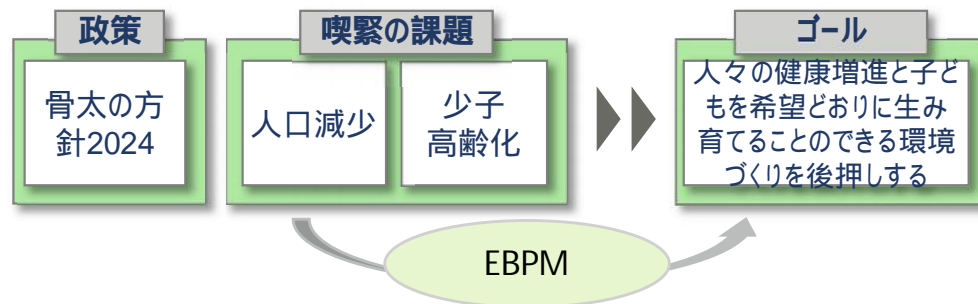 政策
骨太の方
針2024
喫緊の課題
人口減少
少子
高齢化
ゴール
人々の健康増進と子ど
もを希望どおりに生み
育てることのできる環境
づくりを後押しする
EBPM